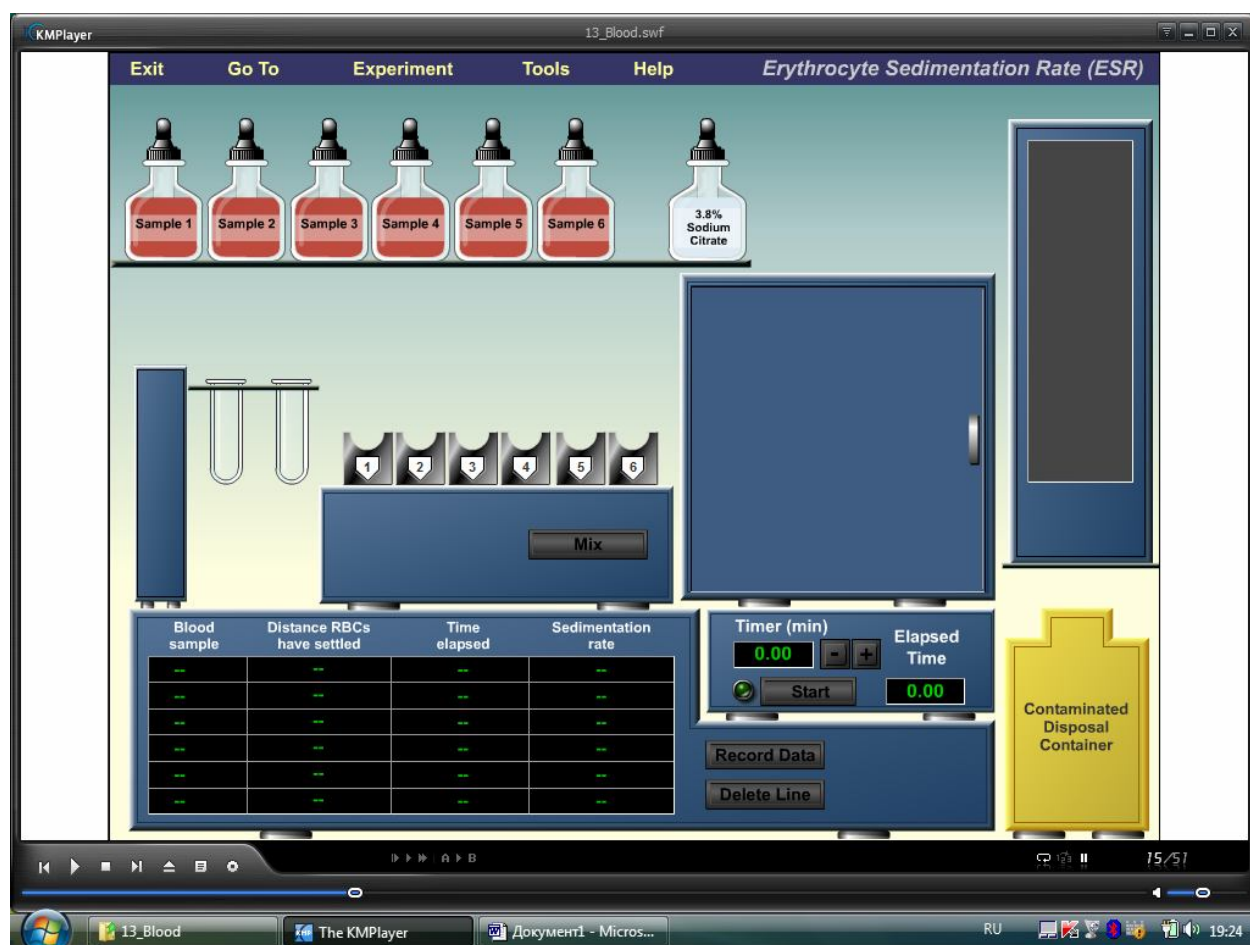 KMPlayer
13_Blood.swf
Exit Go To Experiment Tools Help Erythrocyte Sedimentation Rate (ESR)
Sample 1 Sample 2 Sample 3 Sample 4 Sample 5 Sample 6
3.8%
Sodium
Citrate
1 2 3 4 5 6
Mix
Blood Distance RBCs Time Sedimentation
sample have settled elapsed rate
-- -- -- --
-- -- -- --
-- -- -- --
-- -- -- --
-- -- -- --
-- -- -- --
Timer (min)
Elapsed
Time
0.00 - +
Start 0.00
Record Data
Delete Line
Contaminated
Disposal
Container
A B
15/51
13_Blood The KMPlayer Документ1 - Micros... RU 19:24